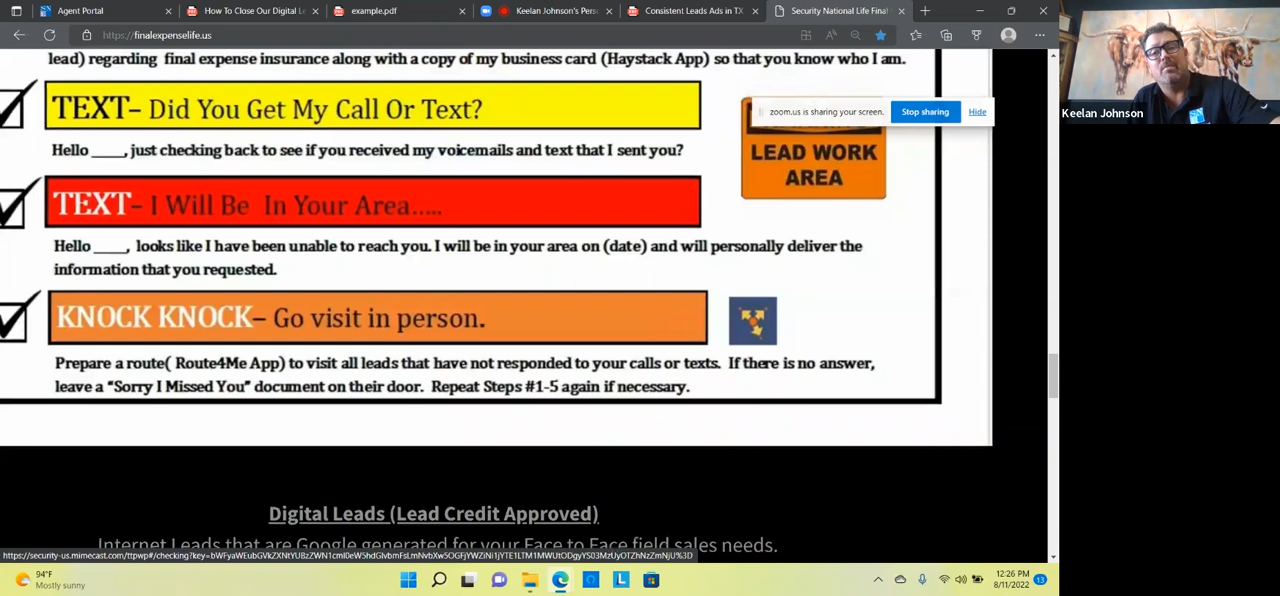 Agent Portal
How To Close Our Digital Le
example.pdf
Keelan Johnson's Pers
Consistent Leads Ads in TX
Security National Life Final
https://finalexpenselife.us
lead) regarding final expense insurance along with a copy of my business card (Haystack App) so that you know who I am.
TEXT– Did You Get My Call Or Text?
zoom.us is sharing your screen.
Stop sharing
Hide
Keelan Johnson
Hello ____, just checking back to see if you received my voicemails and text that I sent you?
LEAD WORK
AREA
TEXT– I Will Be In Your Area.....
Hello ____, looks like I have been unable to reach you. I will be in your area on (date) and will personally deliver the
information that you requested.
KNOCK KNOCK– Go visit in person.
Prepare a route( Route4Me App) to visit all leads that have not responded to your calls or texts. If there is no answer,
leave a "Sorry I Missed You" document on their door. Repeat Steps #1-5 again if necessary.
Digital Leads (Lead Credit Approved)
Internet Leads that are Google generated for your Face to Face field sales needs.
94°F
Mostly sunny
12:26 PM
8/11/2022
13